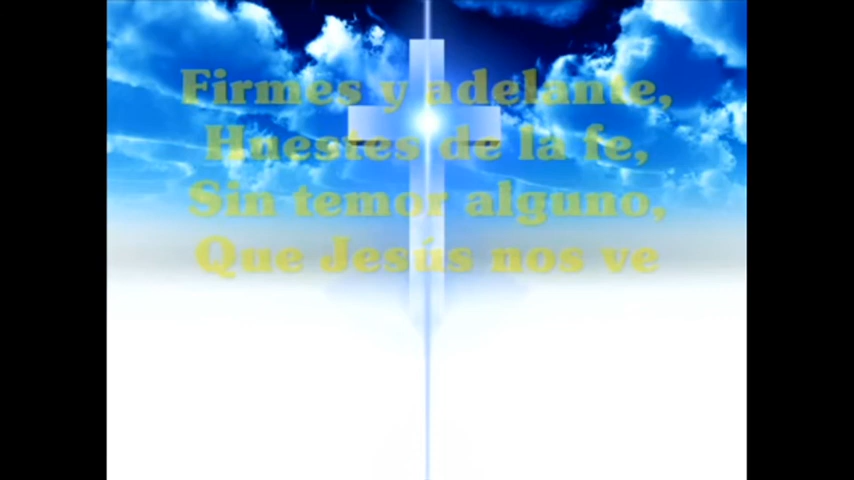 Firmes y adelante,
Huestes de la fe,
Sin temor alguno,
Que Jesús nos ve